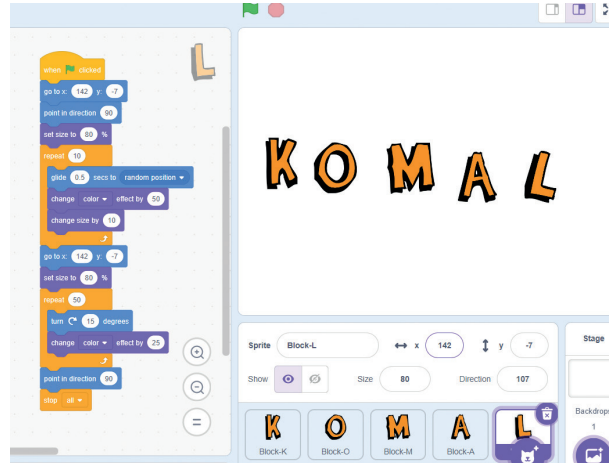 when clicked
go to x: 142 y: -7
point in direction 90
set size to 80 %
repeat 10
glide 0.5 secs to random position
change color effect by 50
change size by 10
go to x: 142 y: -7
set size to 80 %
repeat 50
turn 15 degrees
change color effect by 25
point in direction 90
stop all
L
K O M A L
Sprite Block-L x 142 y -7
Show Size 80 Direction 107
K O M A L
Block-K Block-O Block-M Block-A
Stage
Backdrops
1